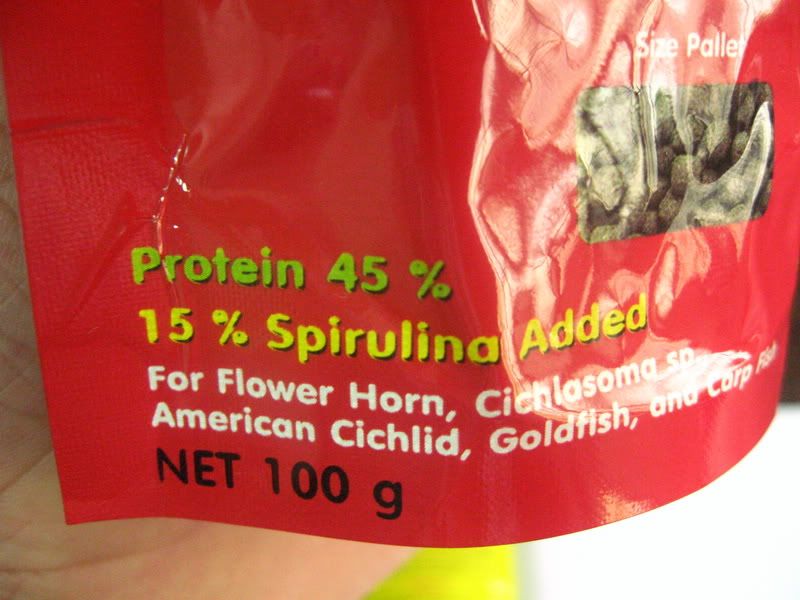 Size Pallet
Protein 45 %
15 % Spirulina Added
For Flower Horn, Cichlasoma sp.
American Cichlid, Goldfish, and Carp Fish
NET 100 g